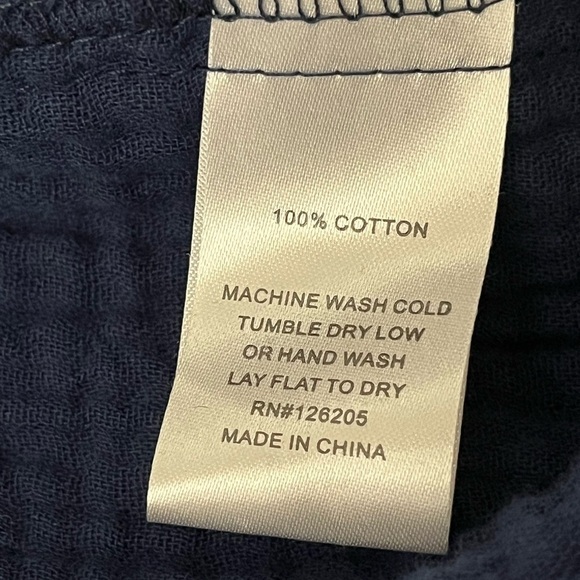 100% COTTON
MACHINE WASH COLD
TUMBLE DRY LOW
OR HAND WASH
LAY FLAT TO DRY
RN#126205
MADE IN CHINA